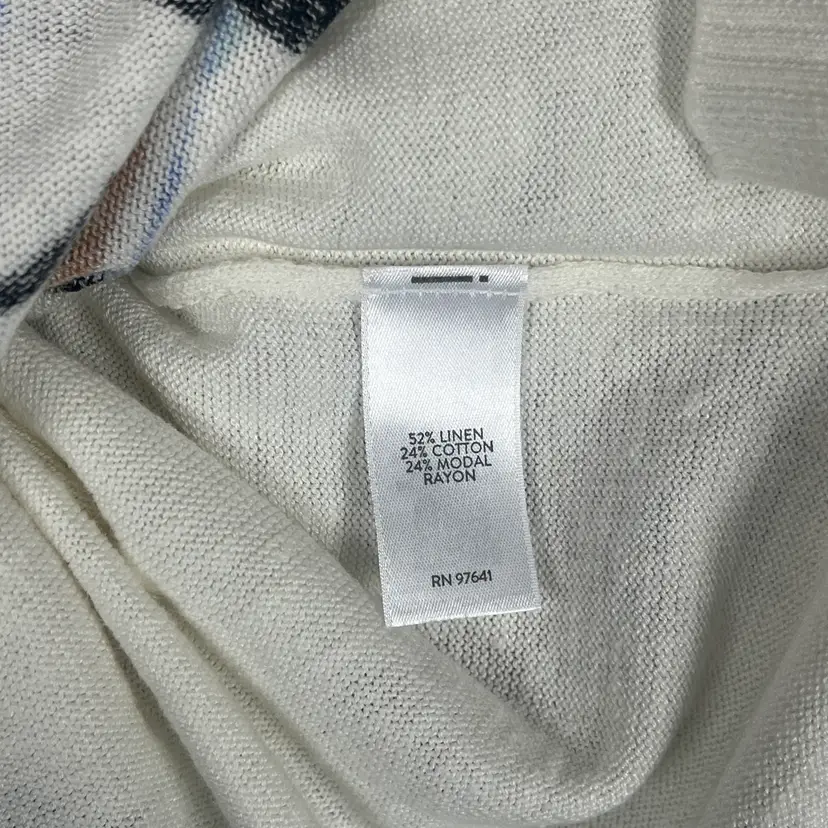 52% LINEN
24% COTTON
24% MODAL
RAYON
RN 97641